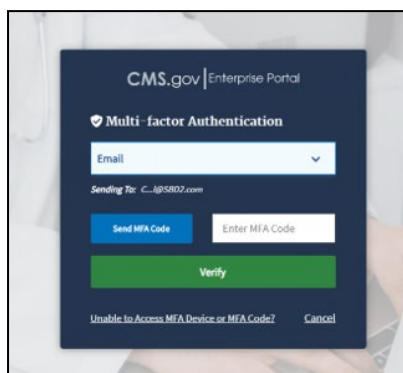 CMS.gov | Enterprise Portal
Multi-factor Authentication
Email
Sending To: C...l@S8D2.com
Send MFA Code
Enter MFA Code
Verify
Unable to Access MFA Device or MFA Code? Cancel